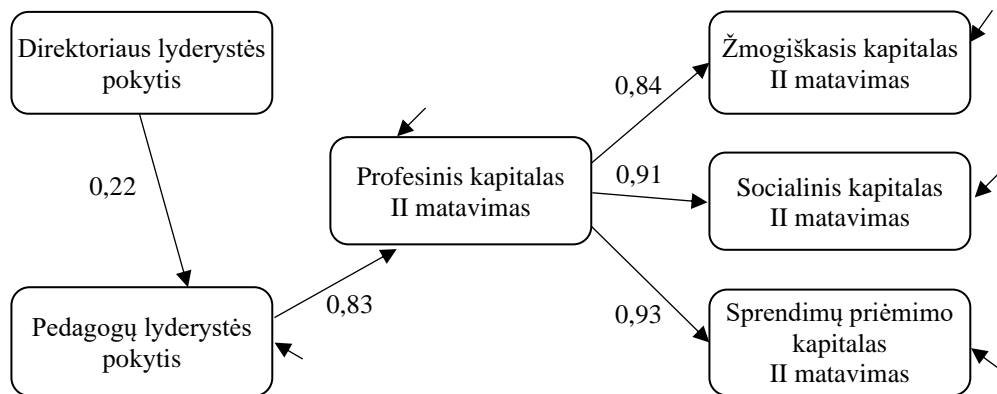 Direktoriaus lyderystės
pokytis
0,22
Pedagogų lyderystės
pokytis
0,83
Profesinis kapitalas
II matavimas
0,84
Žmogiškasis kapitalas
II matavimas
0,91
Socialinis kapitalas
II matavimas
0,93
Sprendimų priėmimo
kapitalas
II matavimas